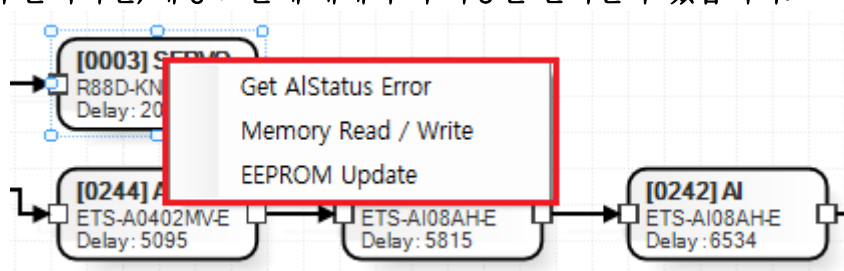 [0003] SERVO
R88D-KN
Delay: 20
Get AlStatus Error
Memory Read / Write
EEPROM Update
[0244] A
ETS-A0402MV-E
Delay: 5095
ETS-AI08AH-E
Delay: 5815
[0242] AI
ETS-AI08AH-E
Delay: 6534